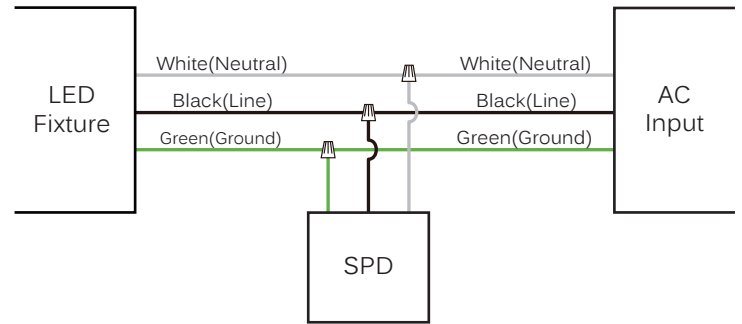 LED
Fixture
White(Neutral)
Black(Line)
Green(Ground)
White(Neutral)
Black(Line)
Green(Ground)
AC
Input
SPD